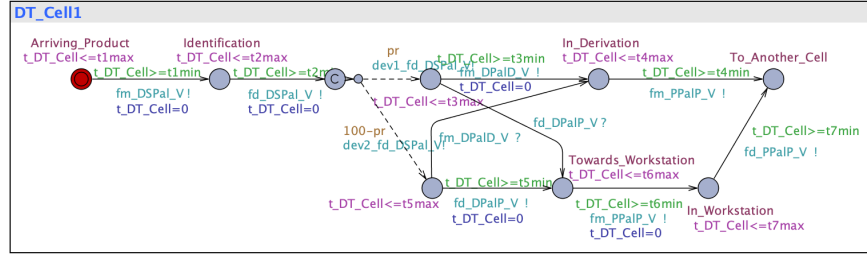 DT_Cell1
Arriving_Product
t_DT_Cell<=t1max
t_DT_Cell>=t1min
fm_DSPal_V !
t_DT_Cell=0
Identification
t_DT_Cell<=t2max
t_DT_Cell>=t2min
fd_DSPal_V !
t_DT_Cell=0
C
pr
dev1_fd_DSPal_V!
100-pr
dev2_fd_DSPal_V!
t_DT_Cell>=t3min
fm_DPalD_V !
t_DT_Cell=0
t_DT_Cell<=t3max
In_Derivation
t_DT_Cell<=t4max
t_DT_Cell>=t4min
fm_PPalP_V !
To_Another_Cell
fm_DPalD_V ?
fd_DPalP_V ?
t_DT_Cell<=t5max
t_DT_Cell>=t5min
fd_DPalP_V !
t_DT_Cell=0
Towards_Workstation
t_DT_Cell<=t6max
t_DT_Cell>=t6min
fm_PPalP_V !
t_DT_Cell=0
In_Workstation
t_DT_Cell<=t7max
t_DT_Cell>=t7min
fd_PPalP_V !